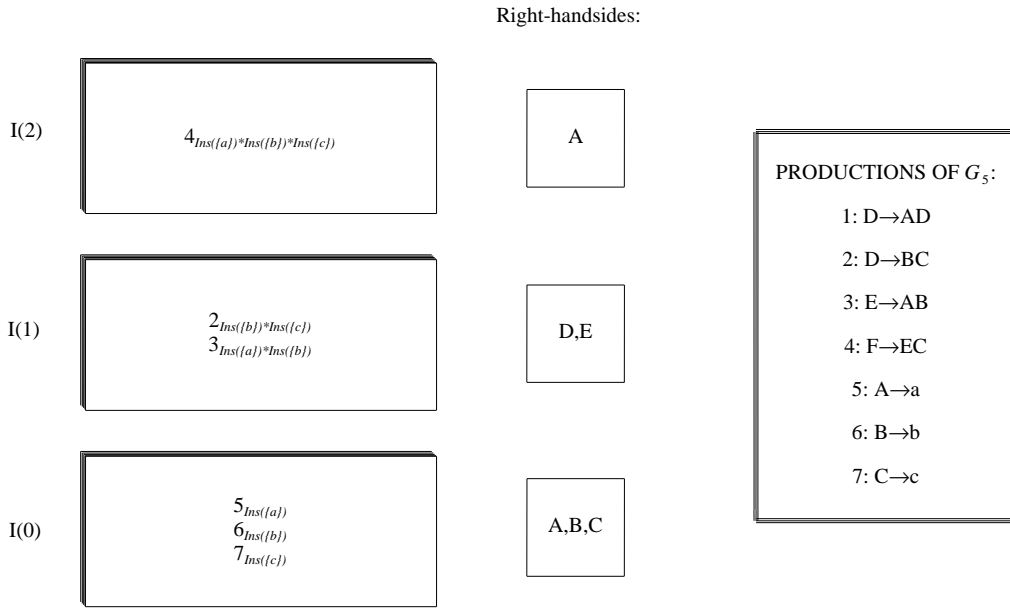 Right-handsides:
I(2)
4Ins({a})*Ins({b})*Ins({c})
A
I(1)
2Ins({b})*Ins({c})
3Ins({a})*Ins({b})
D,E
I(0)
5Ins({a})
6Ins({b})
7Ins({c})
A,B,C
PRODUCTIONS OF G5:
1: D→AD
2: D→BC
3: E→AB
4: F→EC
5: A→a
6: B→b
7: C→c